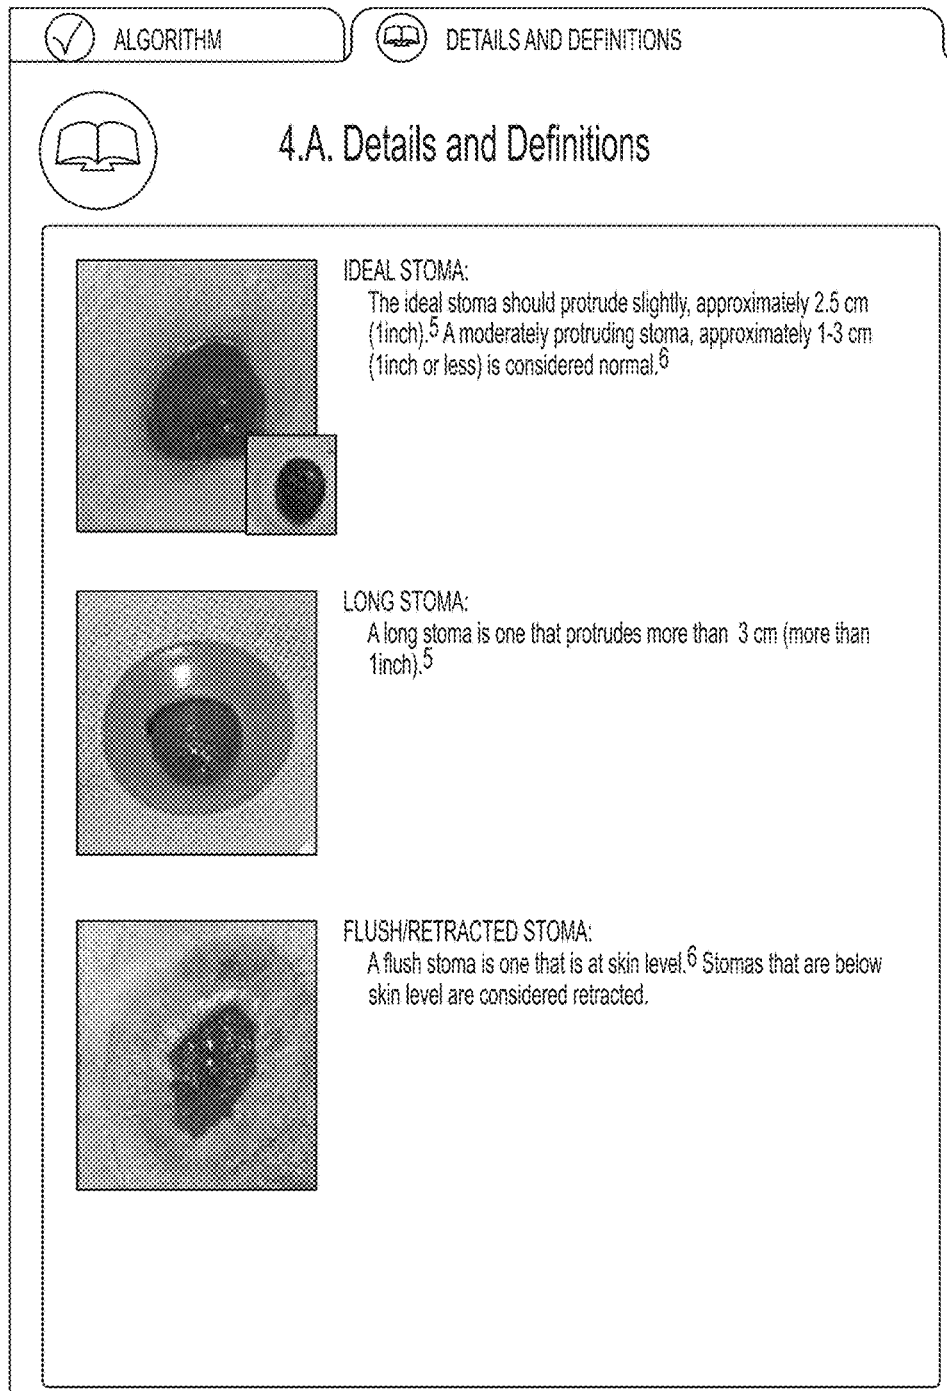 ALGORITHM
DETAILS AND DEFINITIONS
4.A. Details and Definitions
IDEAL STOMA:
The ideal stoma should protrude slightly, approximately 2.5 cm
(1inch).5 A moderately protruding stoma, approximately 1-3 cm
(1inch or less) is considered normal.6
LONG STOMA:
A long stoma is one that protrudes more than 3 cm (more than
1inch).5
FLUSH/RETRACTED STOMA:
A flush stoma is one that is at skin level.6 Stomas that are below
skin level are considered retracted.